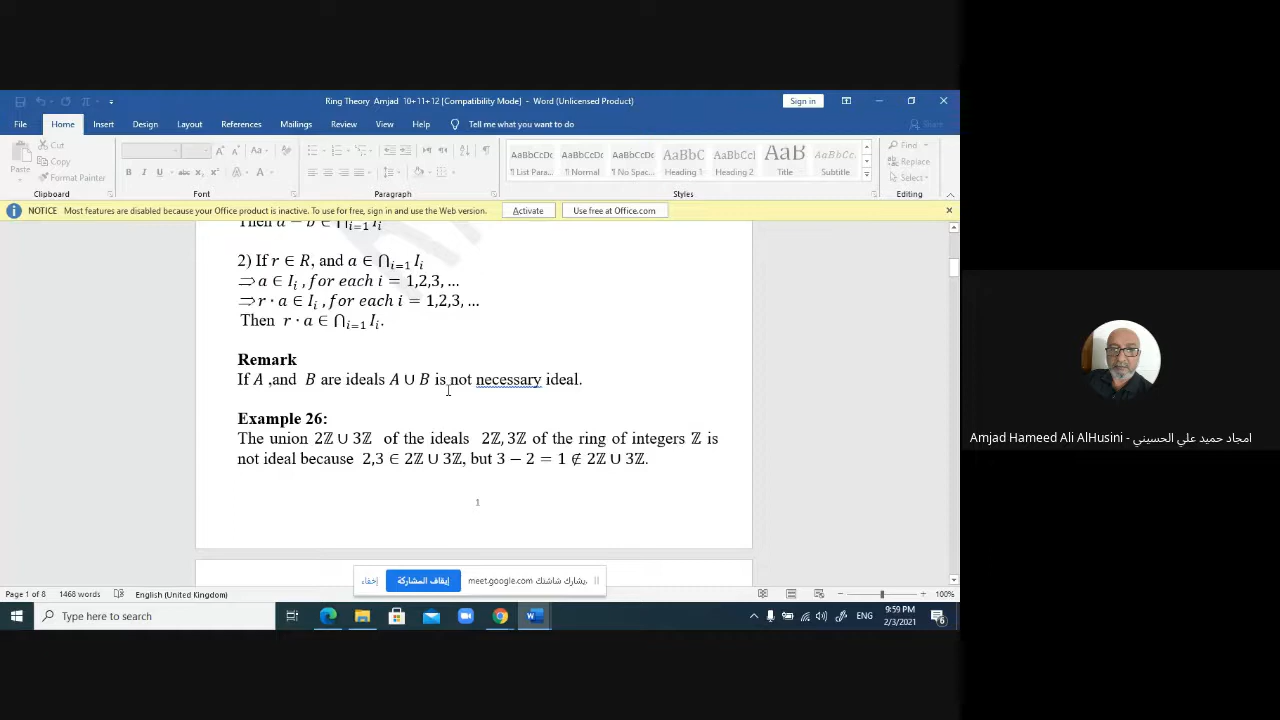 Ring Theory Amjad 10+11+12 [Compatibility Mode] - Word (Unlicensed Product)
Sign in
File Home Insert Design Layout References Mailings Review View Help Tell me what you want to do Share
Cut
Copy
Paste
Format Painter
Clipboard
Font
Paragraph
AaBbCcDc AaBbCcDc AaBbCcDc AaBbC AaBbCcI AaB AaBbCcD
¶ List Para... ¶ Normal ¶ No Spac... Heading 1 Heading 2 Title Subtitle
Styles
Find
Replace
Select
Editing
NOTICE Most features are disabled because your Office product is inactive. To use for free, sign in and use the Web version. Activate Use free at Office.com
Then a − b ∈ ⋂ᵢ₌₁ Iᵢ
2) If r ∈ R, and a ∈ ⋂ᵢ₌₁ Iᵢ
⟹ a ∈ Iᵢ , for each i = 1,2,3, …
⟹ r · a ∈ Iᵢ , for each i = 1,2,3, …
Then r · a ∈ ⋂ᵢ₌₁ Iᵢ.
Remark
If A ,and B are ideals A ∪ B is not necessary ideal.
Example 26:
The union 2ℤ ∪ 3ℤ of the ideals 2ℤ, 3ℤ of the ring of integers ℤ is
not ideal because 2,3 ∈ 2ℤ ∪ 3ℤ, but 3 − 2 = 1 ∉ 2ℤ ∪ 3ℤ.
1
Amjad Hameed Ali AlHusini - امجاد حميد علي الحسيني
meet.google.com يشارك شاشتك. إيقاف المشاركة إخفاء
Page 1 of 8 1468 words English (United Kingdom) 100%
Type here to search
ENG
9:59 PM
2/3/2021
6